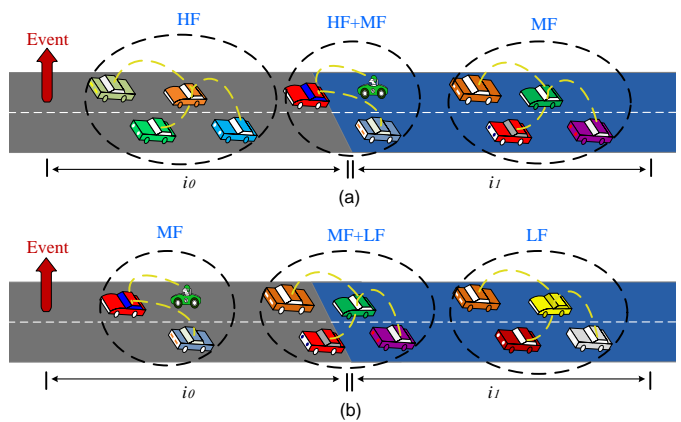 HF
HF+MF
MF
Event
i0
i1
(a)
MF
MF+LF
LF
Event
i0
i1
(b)